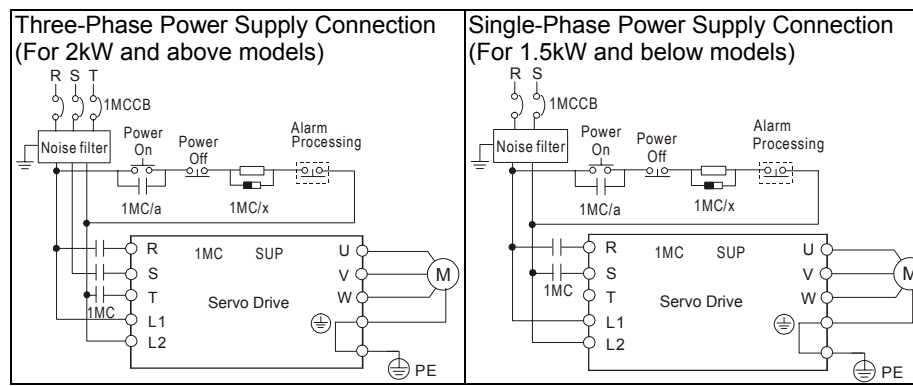 Three-Phase Power Supply Connection
(For 2kW and above models)
R S T
1MCCB
Noise filter
Power
On
Power
Off
Alarm
Processing
1MC/a
1MC/x
R
1MC SUP
U
S
V
T
W
1MC
Servo Drive
L1
L2
M
PE
Single-Phase Power Supply Connection
(For 1.5kW and below models)
R S
1MCCB
Noise filter
Power
On
Power
Off
Alarm
Processing
1MC/a
1MC/x
R
1MC SUP
U
S
V
1MC
T
W
Servo Drive
L1
L2
M
PE